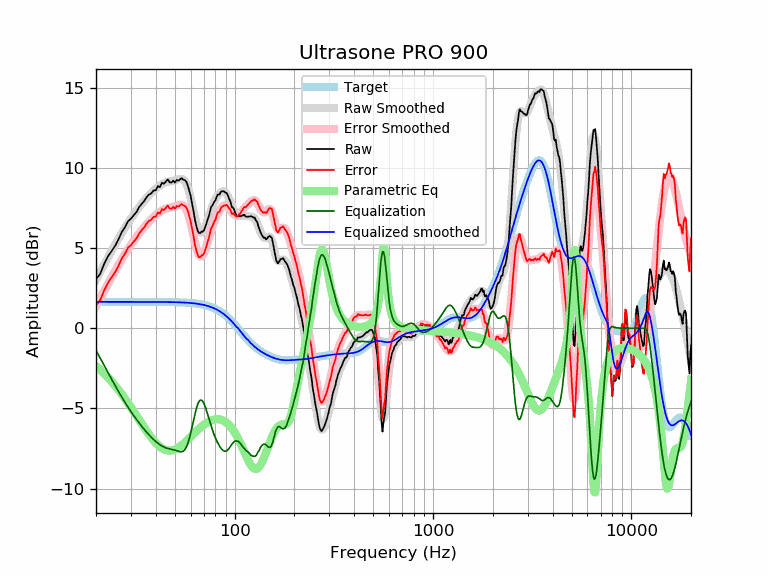 Ultrasone PRO 900
Target
Raw Smoothed
Error Smoothed
Raw
Error
Parametric Eq
Equalization
Equalized smoothed
15
10
5
0
−5
−10
Amplitude (dBr)
100
1000
10000
Frequency (Hz)